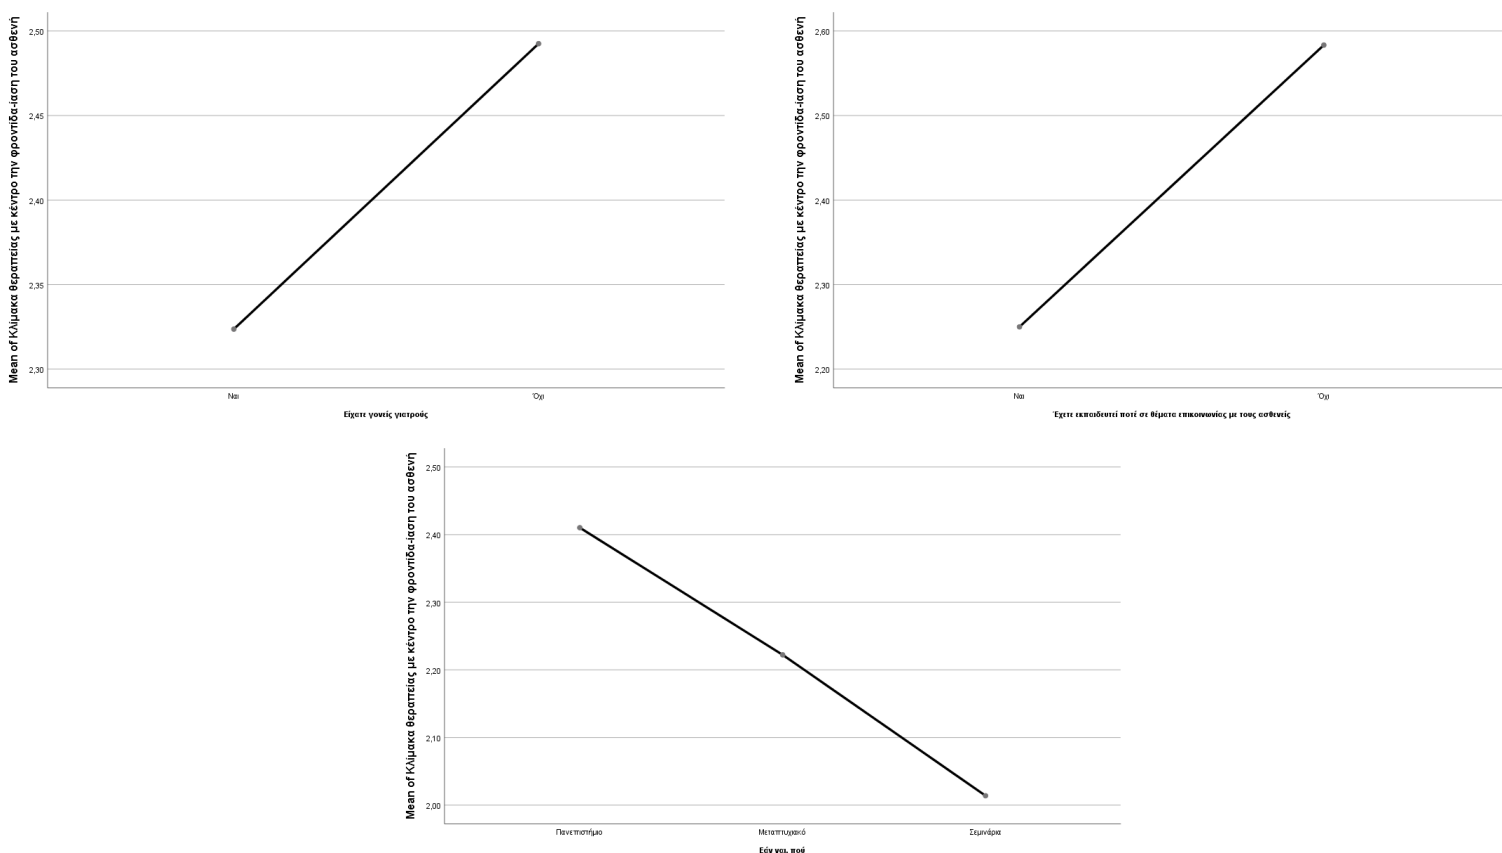 Mean of Κλίμακα θεραπείας με κέντρο την φροντίδα-ίαση του ασθενή
2,50
2,45
2,40
2,35
2,30
Ναι
Όχι
Είχατε γονείς γιατρούς
Mean of Κλίμακα θεραπείας με κέντρο την φροντίδα-ίαση του ασθενή
2,60
2,50
2,40
2,30
2,20
Ναι
Όχι
Έχετε εκπαιδευτεί ποτέ σε θέματα επικοινωνίας με τους ασθενείς
Mean of Κλίμακα θεραπείας με κέντρο την φροντίδα-ίαση του ασθενή
2,50
2,40
2,30
2,20
2,10
2,00
Πανεπιστήμιο
Μεταπτυχιακό
Σεμινάρια
Εάν ναι, πού